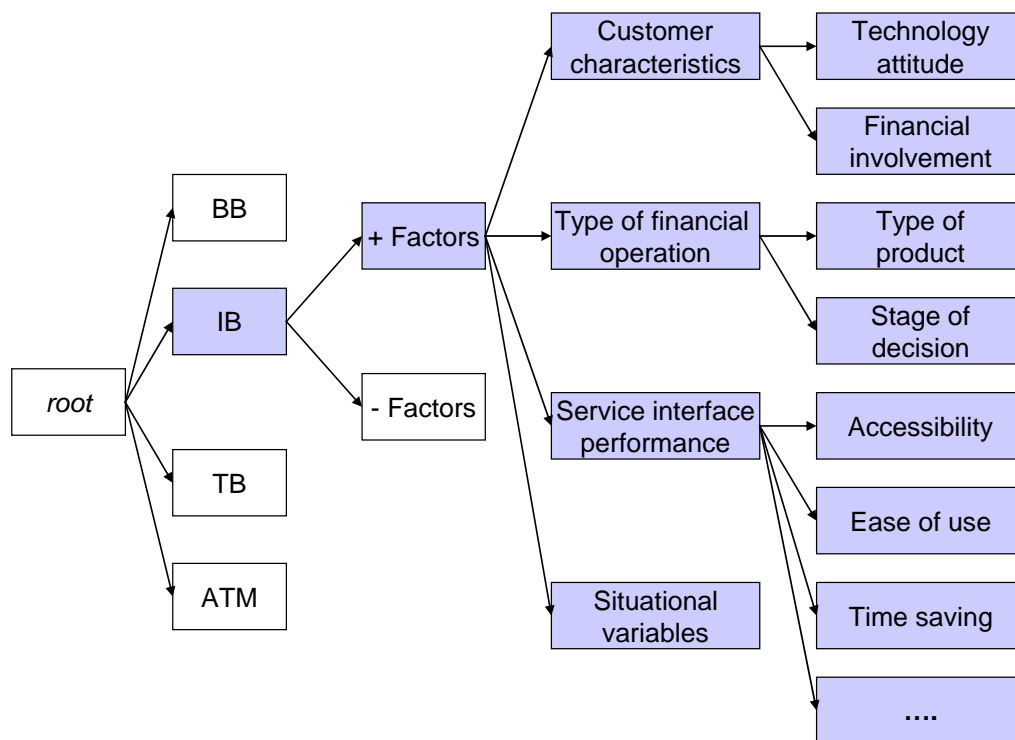 root
BB
IB
TB
ATM
+ Factors
- Factors
Customer
characteristics
Type of financial
operation
Service interface
performance
Situational
variables
Technology
attitude
Financial
involvement
Type of
product
Stage of
decision
Accessibility
Ease of use
Time saving
....